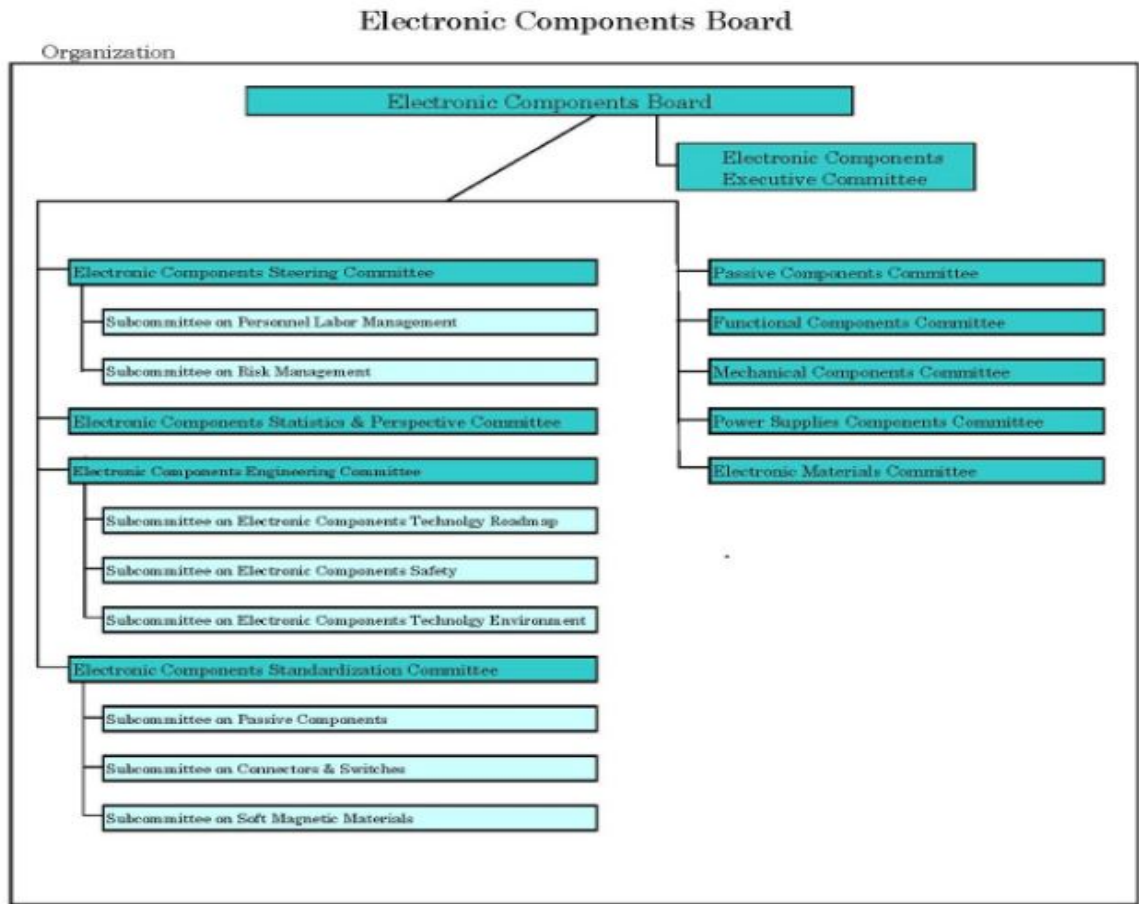 Electronic Components Board
Organization
Electronic Components Board
Electronic Components
Executive Committee
Electronic Components Steering Committee
Subcommittee on Personnel Labor Management
Subcommittee on Risk Management
Electronic Components Statistics & Perspective Committee
Electronic Components Engineering Committee
Subcommittee on Electronic Components Technolgy Roadmap
Subcommittee on Electronic Components Safety
Subcommittee on Electronic Components Technolgy Environment
Electronic Components Standardization Committee
Subcommittee on Passive Components
Subcommittee on Connectors & Switches
Subcommittee on Soft Magnetic Materials
Passive Components Committee
Functional Components Committee
Mechanical Components Committee
Power Supplies Components Committee
Electronic Materials Committee